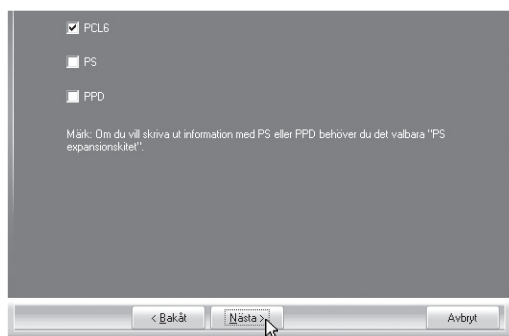 PCL6
PS
PPD
Märk: Om du vill skriva ut information med PS eller PPD behöver du det valbara "PS
expansionskitet".
< Bakåt
Nästa >
Avbryt